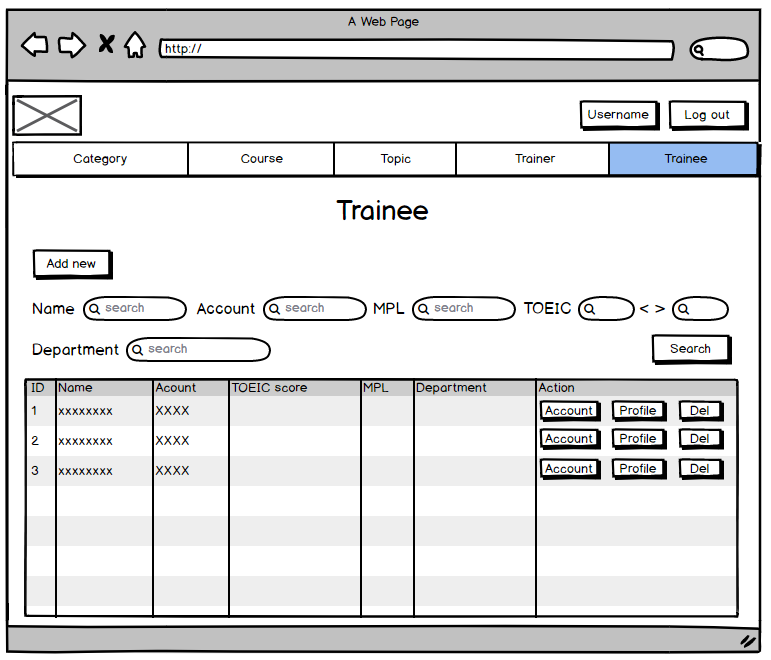 A Web Page
http://
Username Log out
Category Course Topic Trainer Trainee
Trainee
Add new
Name search Account search MPL search TOEIC < >
Department search Search
ID Name Acount TOEIC score MPL Department Action
1 xxxxxxxx XXXX Account Profile Del
2 xxxxxxxx XXXX Account Profile Del
3 xxxxxxxx XXXX Account Profile Del